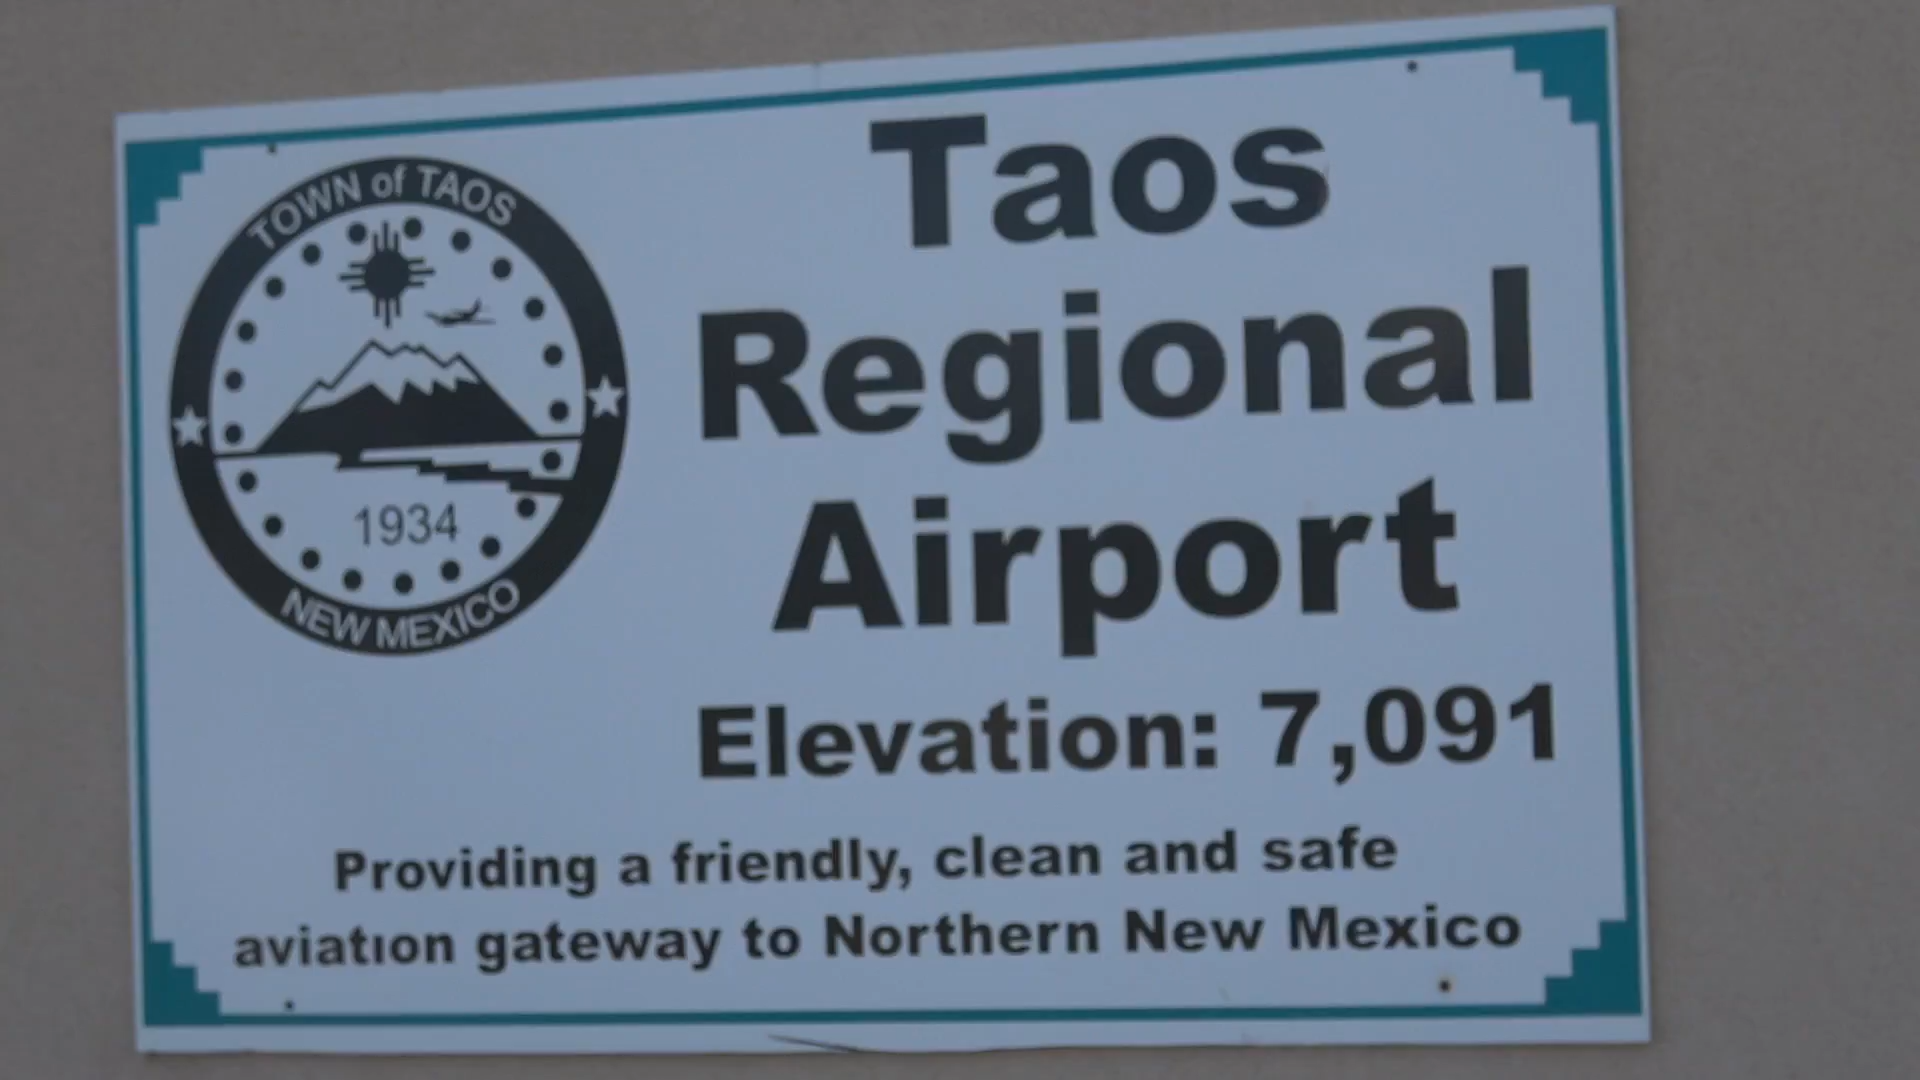 TOWN of TAOS
1934
NEW MEXICO
Taos
Regional
Airport
Elevation: 7,091
Providing a friendly, clean and safe
aviation gateway to Northern New Mexico